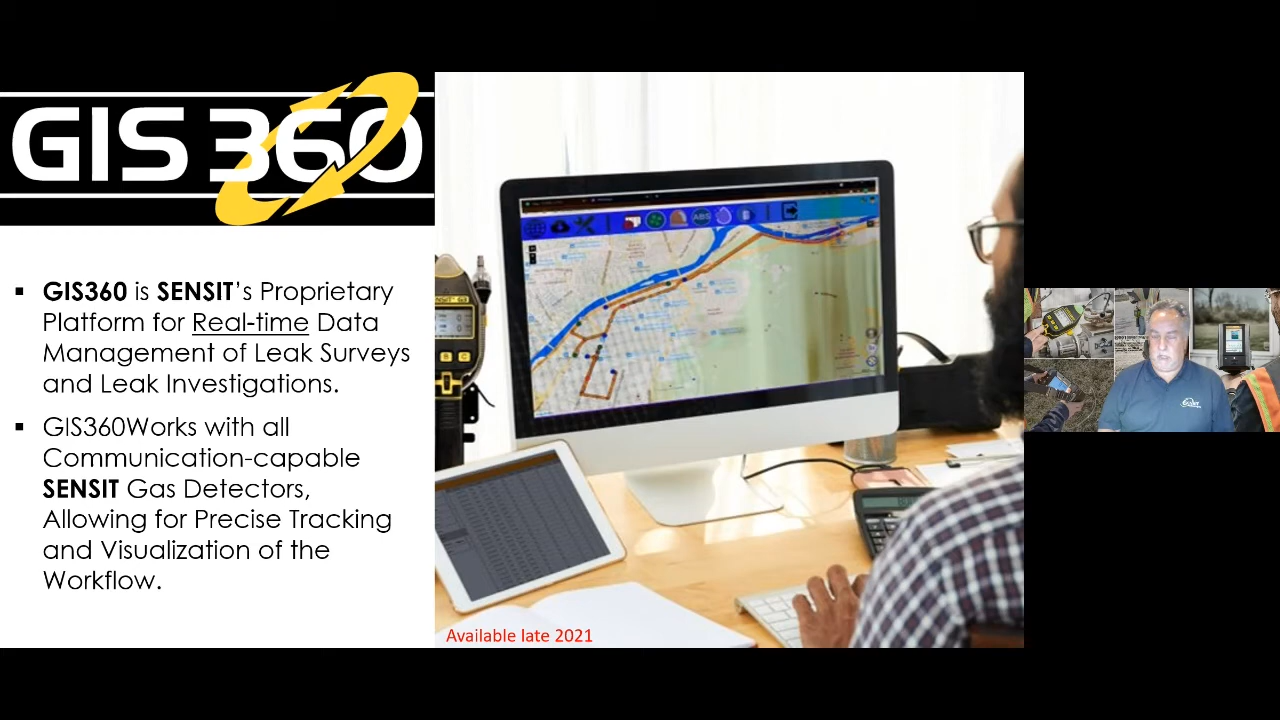 GIS 360
▪ GIS360 is SENSIT's Proprietary
Platform for Real-time Data
Management of Leak Surveys
and Leak Investigations.
▪ GIS360Works with all
Communication-capable
SENSIT Gas Detectors,
Allowing for Precise Tracking
and Visualization of the
Workflow.
ABS
Available late 2021